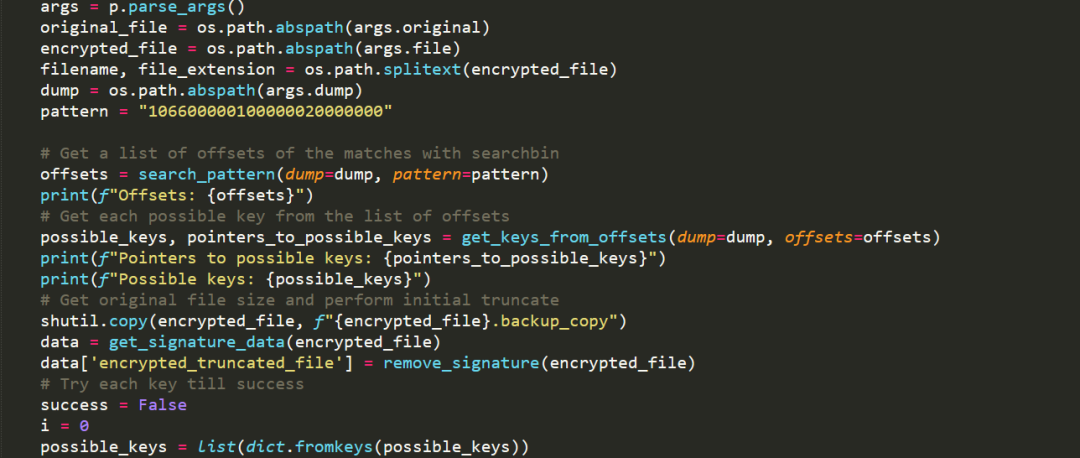 args = p.parse_args()
original_file = os.path.abspath(args.original)
encrypted_file = os.path.abspath(args.file)
filename, file_extension = os.path.splitext(encrypted_file)
dump = os.path.abspath(args.dump)
pattern = "106600000100000020000000"
# Get a list of offsets of the matches with searchbin
offsets = search_pattern(dump=dump, pattern=pattern)
print(f"Offsets: {offsets}")
# Get each possible key from the list of offsets
possible_keys, pointers_to_possible_keys = get_keys_from_offsets(dump=dump, offsets=offsets)
print(f"Pointers to possible keys: {pointers_to_possible_keys}")
print(f"Possible keys: {possible_keys}")
# Get original file size and perform initial truncate
shutil.copy(encrypted_file, f"{encrypted_file}.backup_copy")
data = get_signature_data(encrypted_file)
data['encrypted_truncated_file'] = remove_signature(encrypted_file)
# Try each key till success
success = False
i = 0
possible_keys = list(dict.fromkeys(possible_keys))